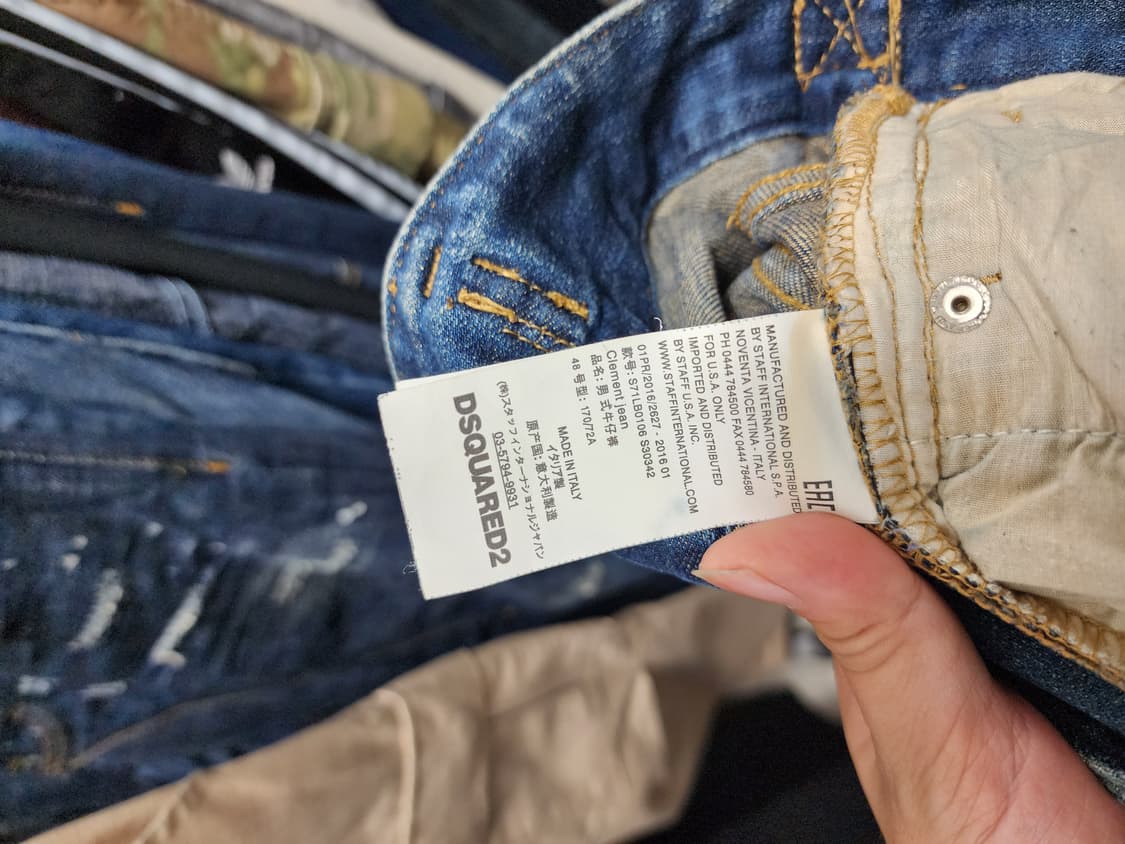 EAC
MANUFACTURED AND DISTRIBUTED
BY STAFF INTERNATIONAL S.P.A.
NOVENTA VICENTINA - ITALY
PH 0444 784500 FAX 0444 784580
FOR U.S.A. ONLY
IMPORTED AND DISTRIBUTED
BY STAFF U.S.A. INC.
WWW.STAFFINTERNATIONAL.COM
01PR/2016/2627 - 2016 01
款号: S71LB0106 S30342
Clement jean
品名: 男 式牛仔裤
48 号型: 170/72A
MADE IN ITALY
イタリア製
原产国: 意大利製造
(株)スタッフインターナショナルジャパン
03-5794-9931
DSQUARED2